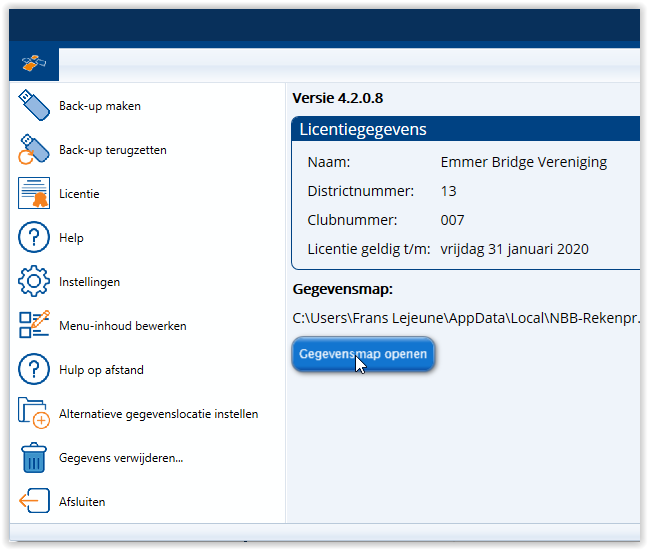 Back-up maken
Back-up terugzetten
Licentie
Help
Instellingen
Menu-inhoud bewerken
Hulp op afstand
Alternatieve gegevenslocatie instellen
Gegevens verwijderen...
Afsluiten
Versie 4.2.0.8
Licentiegegevens
Naam: Emmer Bridge Vereniging
Districtnummer: 13
Clubnummer: 007
Licentie geldig t/m: vrijdag 31 januari 2020
Gegevensmap:
C:\Users\Frans Lejeune\AppData\Local\NBB-Rekenpr.
Gegevensmap openen